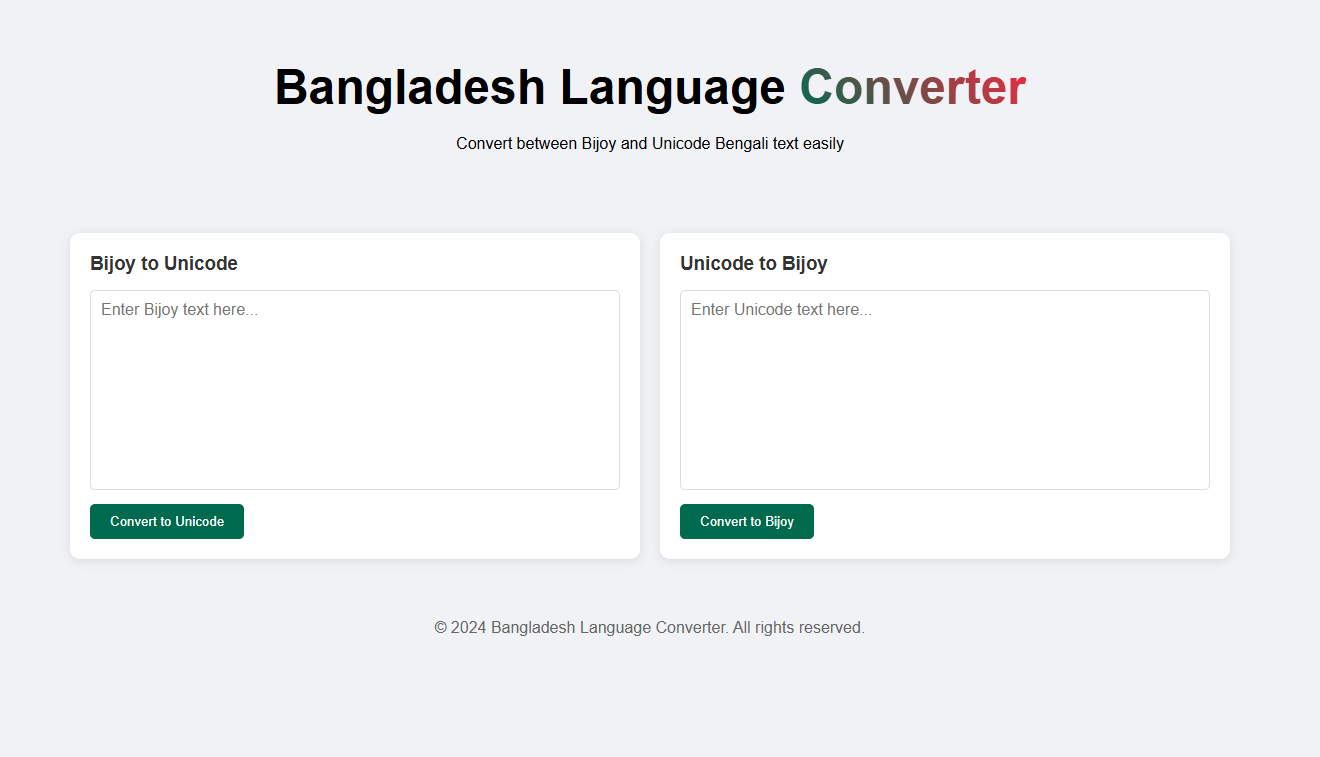 Bangladesh Language Converter
Convert between Bijoy and Unicode Bengali text easily
Bijoy to Unicode
Enter Bijoy text here...
Convert to Unicode
Unicode to Bijoy
Enter Unicode text here...
Convert to Bijoy
© 2024 Bangladesh Language Converter. All rights reserved.